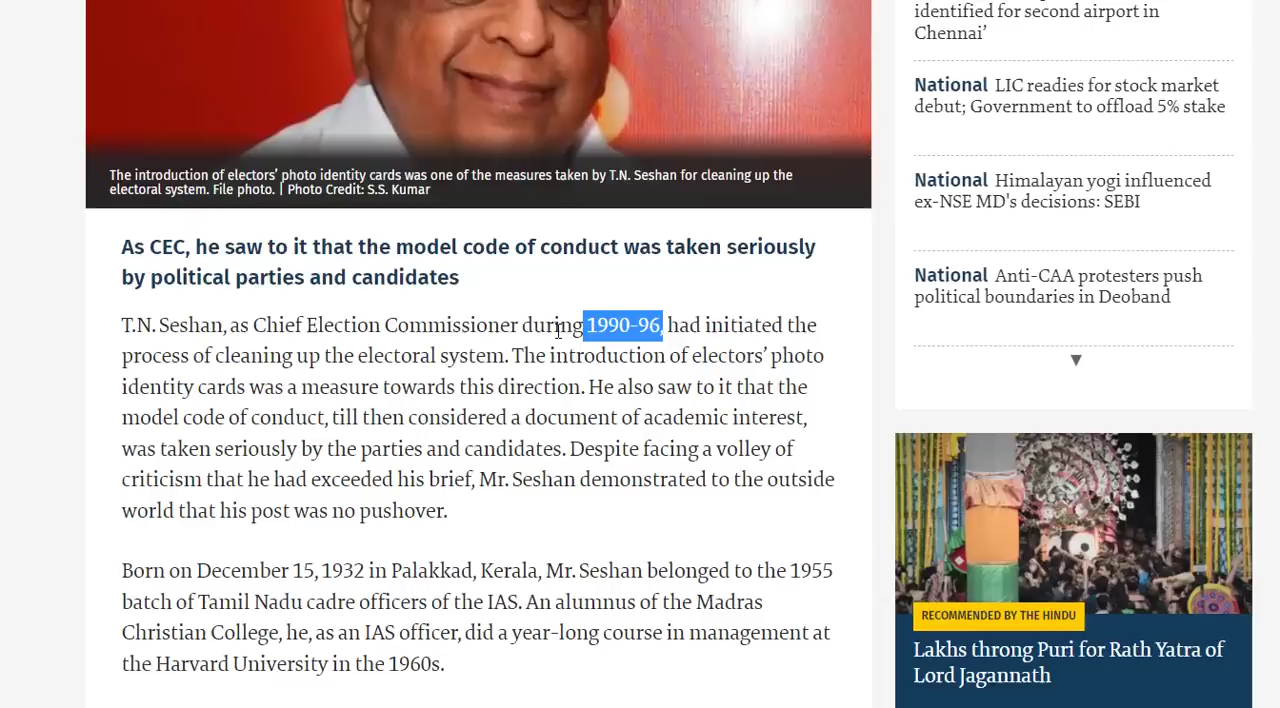 The introduction of electors’ photo identity cards was one of the measures taken by T.N. Seshan for cleaning up the
electoral system. File photo. | Photo Credit: S.S. Kumar
As CEC, he saw to it that the model code of conduct was taken seriously
by political parties and candidates
T.N. Seshan, as Chief Election Commissioner during 1990-96, had initiated the
process of cleaning up the electoral system. The introduction of electors’ photo
identity cards was a measure towards this direction. He also saw to it that the
model code of conduct, till then considered a document of academic interest,
was taken seriously by the parties and candidates. Despite facing a volley of
criticism that he had exceeded his brief, Mr. Seshan demonstrated to the outside
world that his post was no pushover.
Born on December 15, 1932 in Palakkad, Kerala, Mr. Seshan belonged to the 1955
batch of Tamil Nadu cadre officers of the IAS. An alumnus of the Madras
Christian College, he, as an IAS officer, did a year-long course in management at
the Harvard University in the 1960s.
identified for second airport in
Chennai’
National LIC readies for stock market
debut; Government to offload 5% stake
National Himalayan yogi influenced
ex-NSE MD's decisions: SEBI
National Anti-CAA protesters push
political boundaries in Deoband
RECOMMENDED BY THE HINDU
Lakhs throng Puri for Rath Yatra of
Lord Jagannath